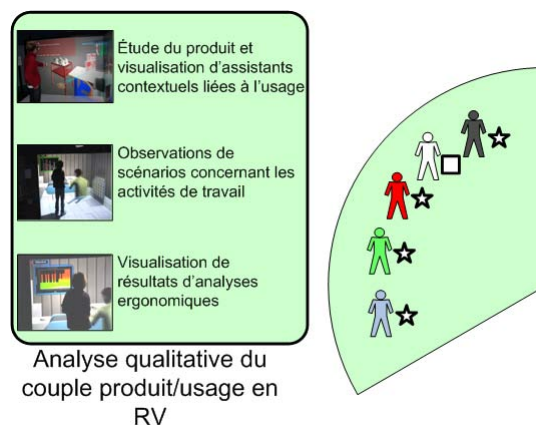 Étude du produit et
visualisation d'assistants
contextuels liées à l'usage
Observations de
scénarios concernant les
activités de travail
Visualisation de
résultats d'analyses
ergonomiques
Analyse qualitative du
couple produit/usage en
RV